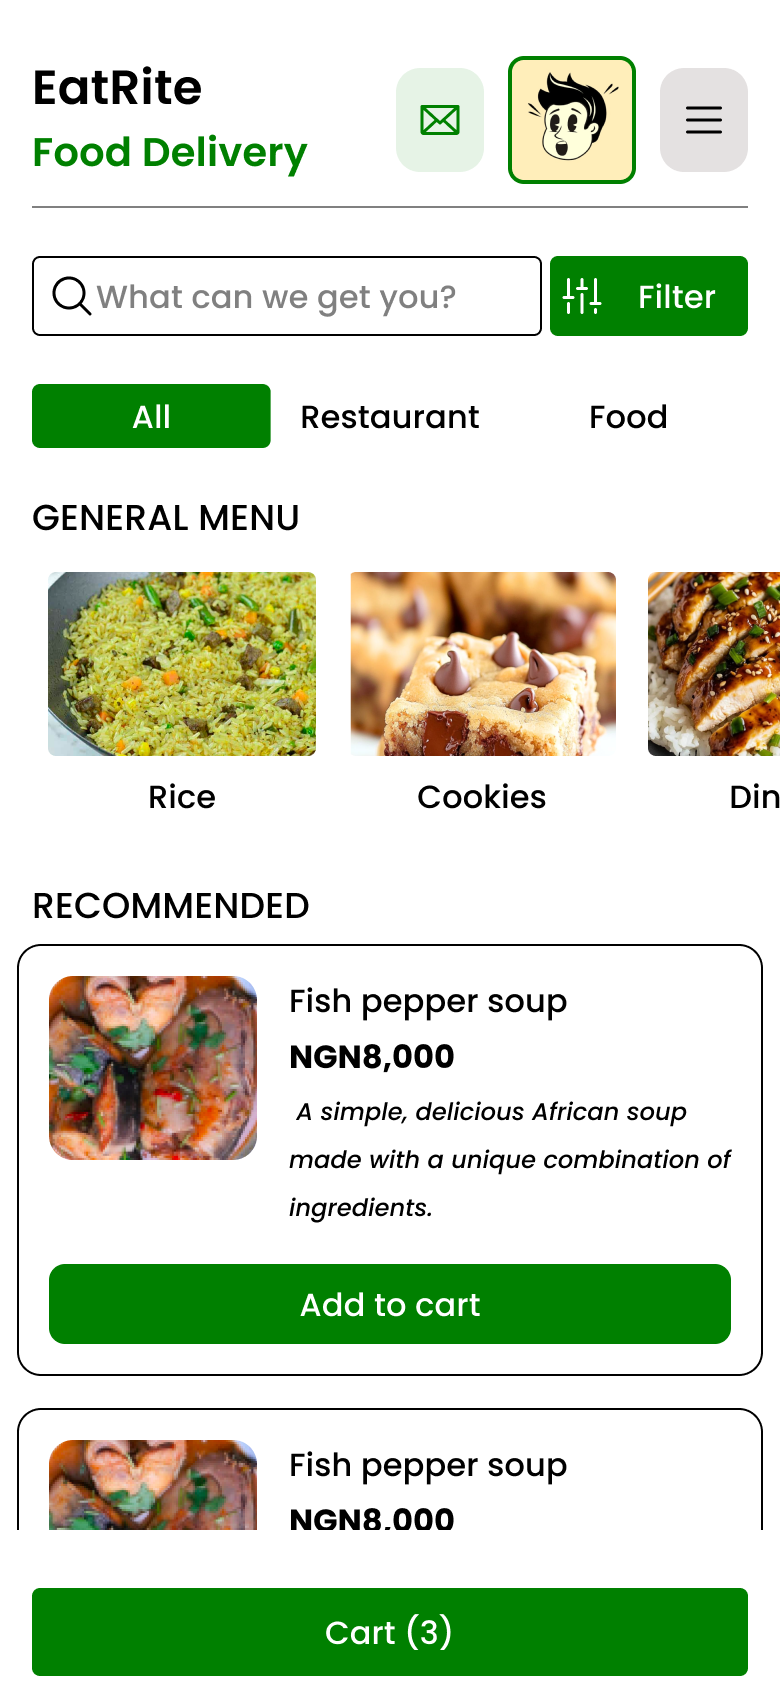 EatRite
Food Delivery
What can we get you?
Filter
All
Restaurant
Food
GENERAL MENU
Rice
Cookies
Din
RECOMMENDED
Fish pepper soup
NGN8,000
A simple, delicious African soup
made with a unique combination of
ingredients.
Add to cart
Fish pepper soup
NGN8,000
Cart (3)